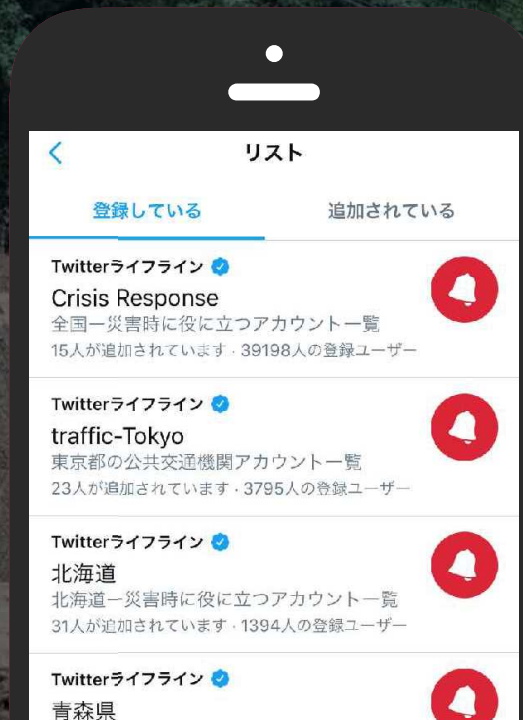 リスト
登録している
追加されている
Twitterライフライン
Crisis Response
全国ー災害時に役に立つアカウント一覧
15人が追加されています · 39198人の登録ユーザー
Twitterライフライン
traffic-Tokyo
東京都の公共交通機関アカウント一覧
23人が追加されています · 3795人の登録ユーザー
Twitterライフライン
北海道
北海道ー災害時に役に立つアカウント一覧
31人が追加されています · 1394人の登録ユーザー
Twitterライフライン
青森県